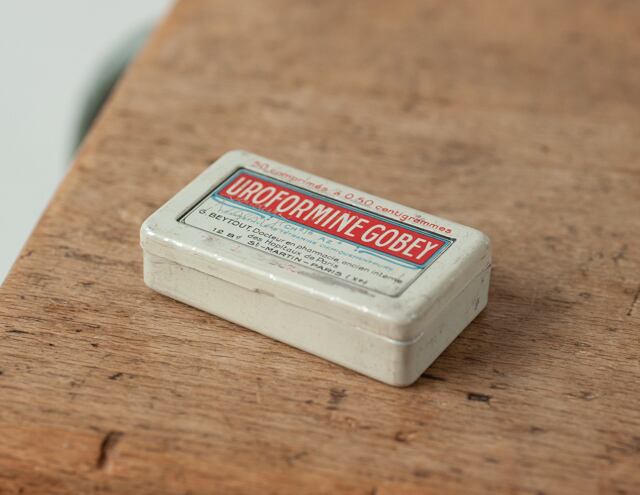 50 comprimés à 0,50 centigrammes
UROFORMINE GOBEY
G. BEYTOUT, Docteur en pharmacie, ancien interne
des Hôpitaux de Paris
12 Bd ST-MARTIN-PARIS (Xe)